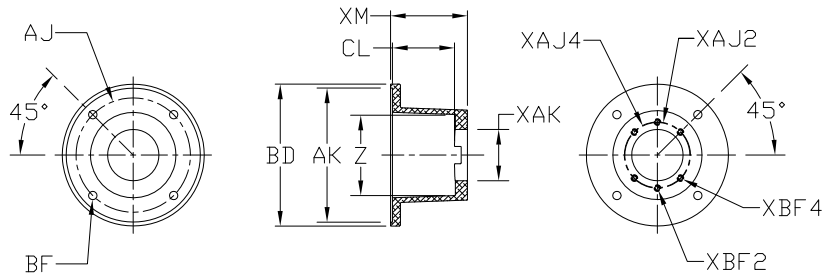 AJ
45°
BF
XM
CL
BD
AK
Z
XAK
XAJ4
XAJ2
45°
XBF4
XBF2